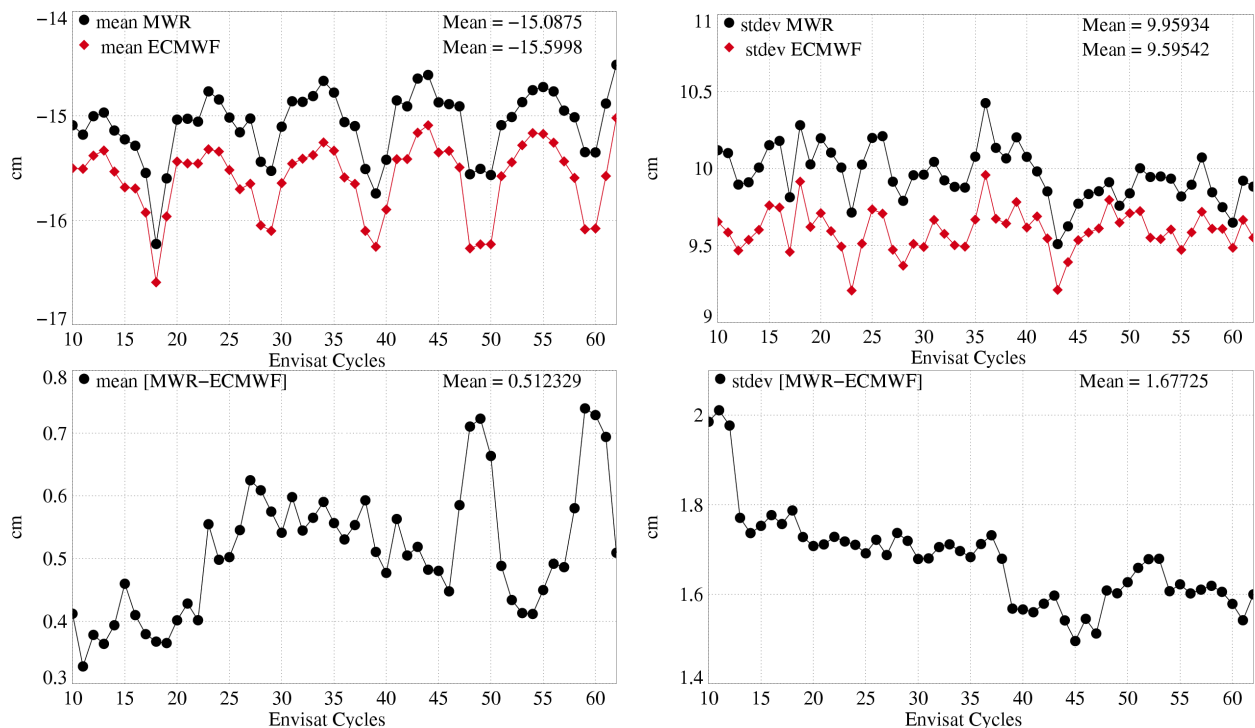 −14
mean MWR
Mean = −15.0875
mean ECMWF
Mean = −15.5998
−15
cm
−16
−17
10 15 20 25 30 35 40 45 50 55 60
Envisat Cycles
11
stdev MWR
Mean = 9.95934
stdev ECMWF
Mean = 9.59542
10.5
10
cm
9.5
9
10 15 20 25 30 35 40 45 50 55 60
Envisat Cycles
0.8
mean [MWR−ECMWF]
Mean = 0.512329
0.7
0.6
cm
0.5
0.4
0.3
10 15 20 25 30 35 40 45 50 55 60
Envisat Cycles
stdev [MWR−ECMWF]
Mean = 1.67725
2
1.8
cm
1.6
1.4
10 15 20 25 30 35 40 45 50 55 60
Envisat Cycles